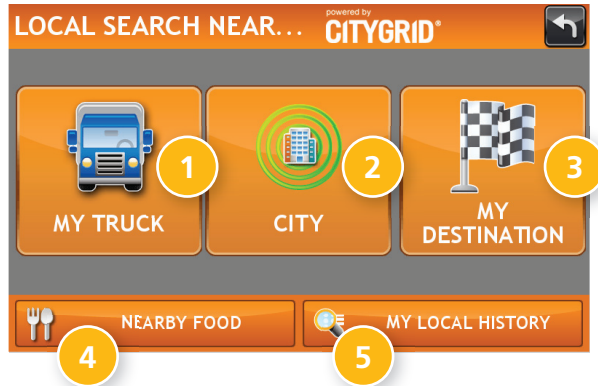 LOCAL SEARCH NEAR...
powered by
CITYGRID®
1
MY TRUCK
2
CITY
3
MY
DESTINATION
NEARBY FOOD
4
MY LOCAL HISTORY
5